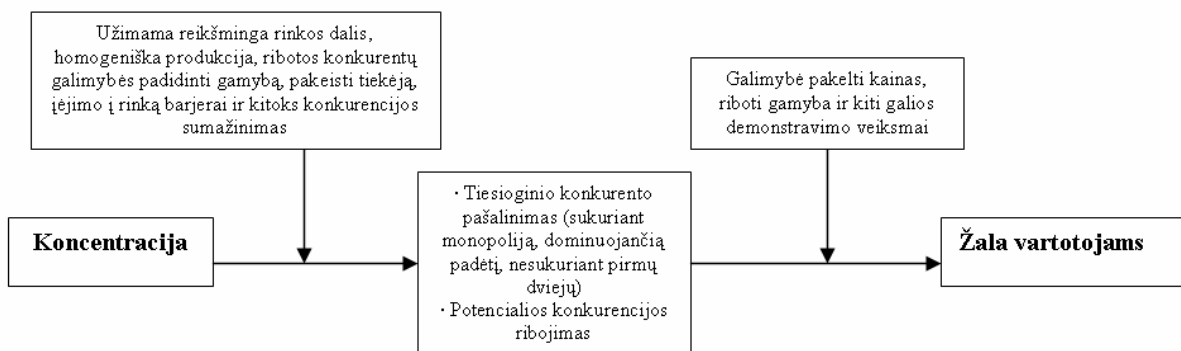 Užimama reikšminga rinkos dalis,
homogeniška produkcija, ribotos konkurentų
galimybės padidinti gamybą, pakeisti tiekėją,
įėjimo į rinką barjerai ir kitoks konkurencijos
sumažinimas
Galimybė pakelti kainas,
riboti gamyba ir kiti galios
demonstravimo veiksmai
Koncentracija
· Tiesioginio konkurento
pašalinimas (sukuriant
monopoliją, dominuojančią
padėtį, nesukuriant pirmų
dviejų)
· Potencialios konkurencijos
ribojimas
Žala vartotojams